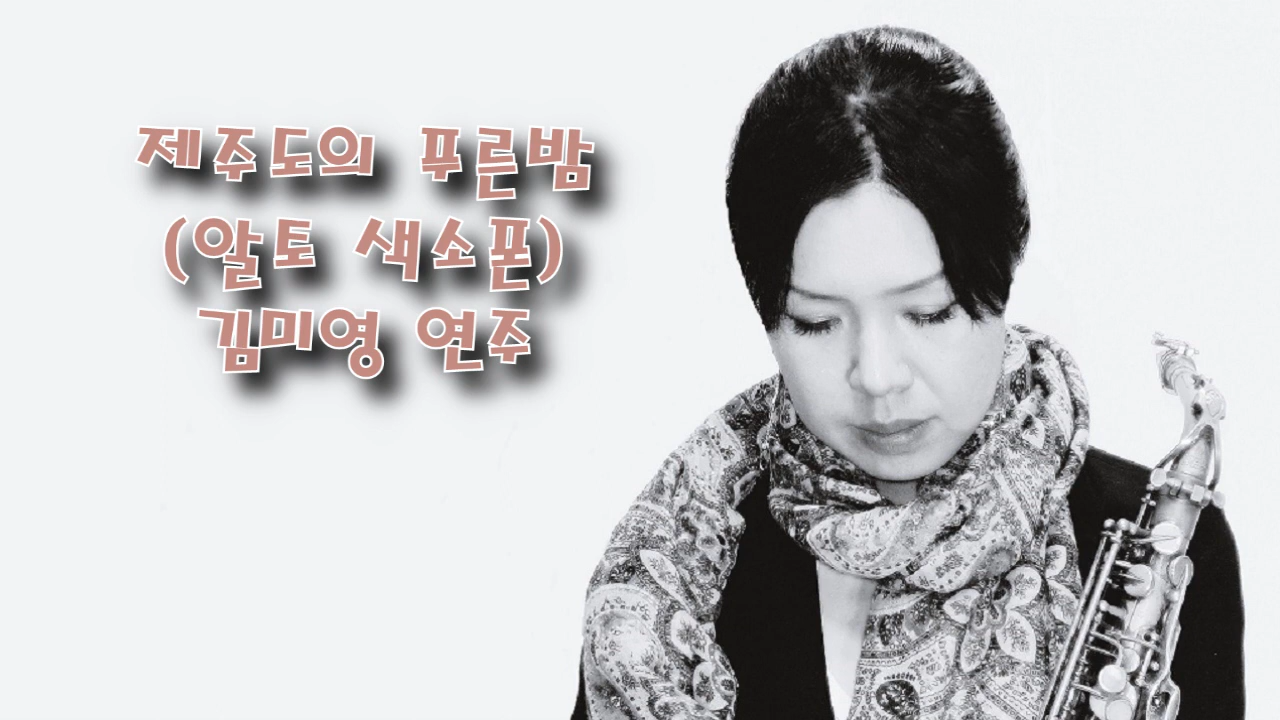 제주도의 푸른밤
(알토 색소폰)
김미영 연주